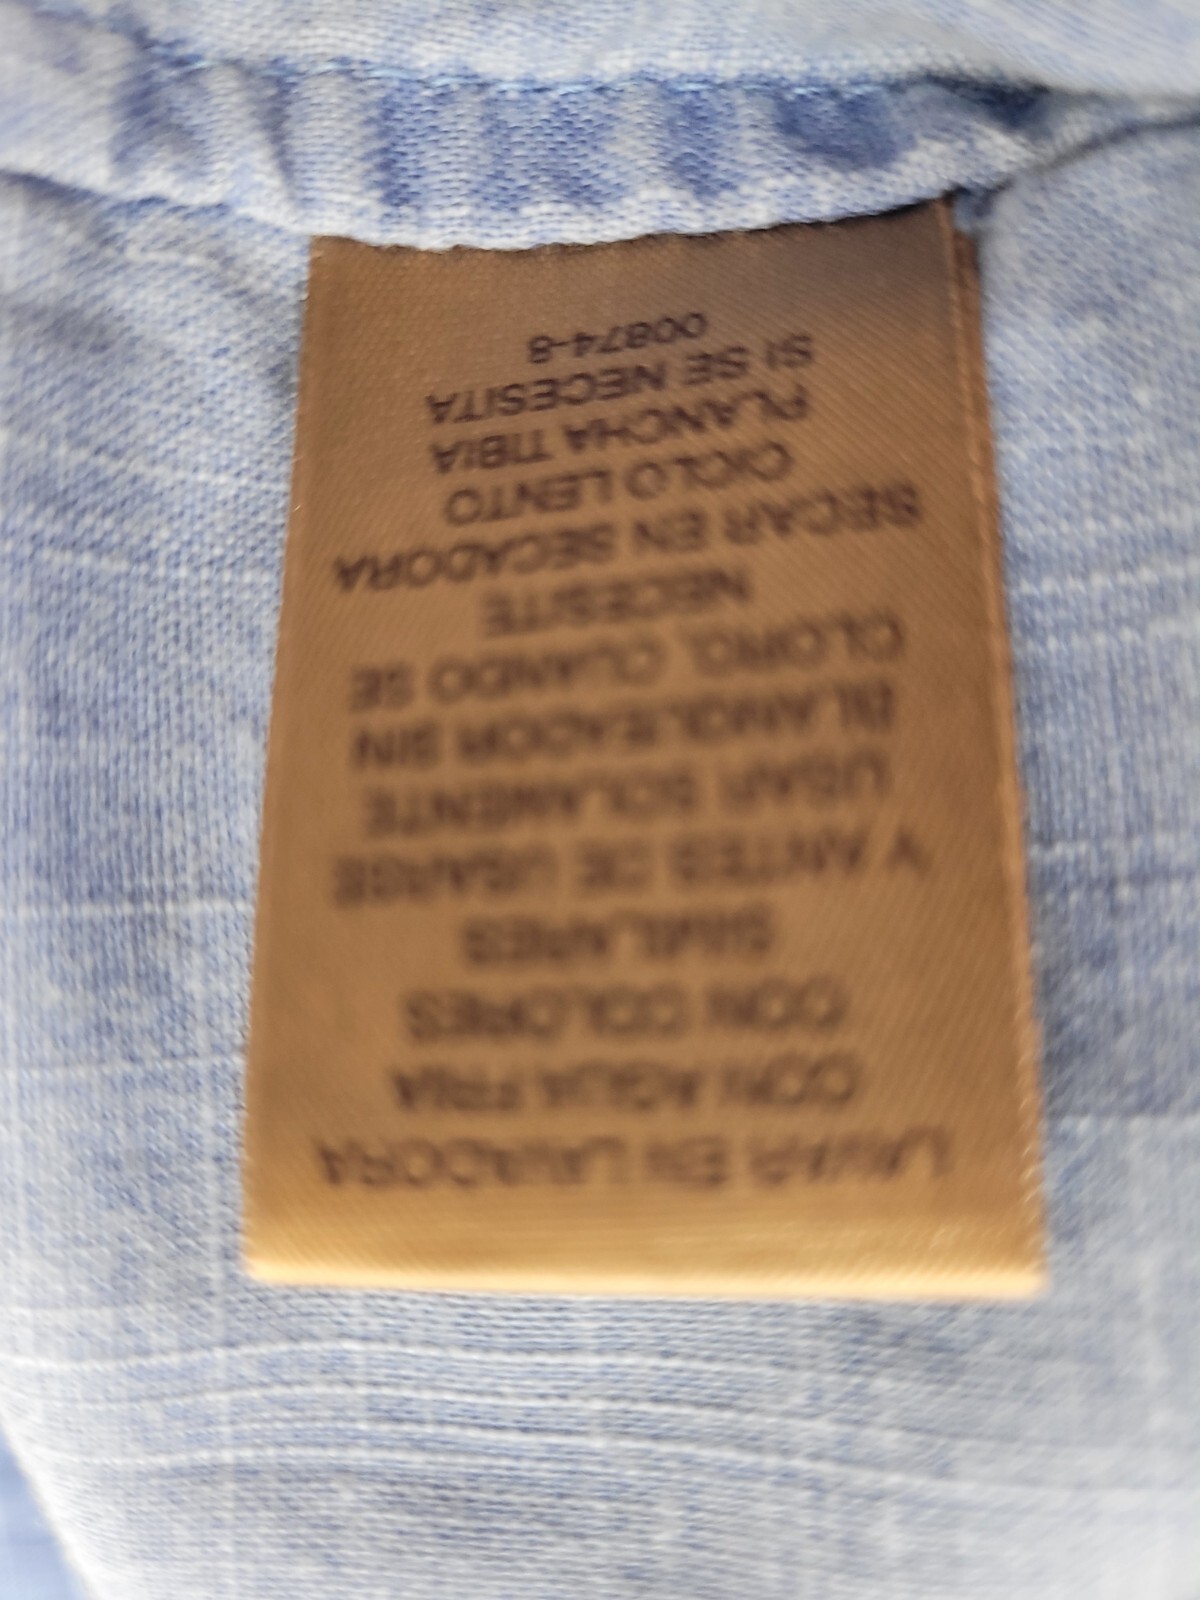 LAVAR EN LAVADORA
CON AGUA FRIA
CON COLORES
SIMILARES
Y ANTES DE USARSE
USAR SOLAMENTE
BLANQUEADOR SIN
CLORO, CUANDO SE
NECESITE
SECAR EN SECADORA
CICLO LENTO
PLANCHA TIBIA
SI SE NECESITA
00874-8